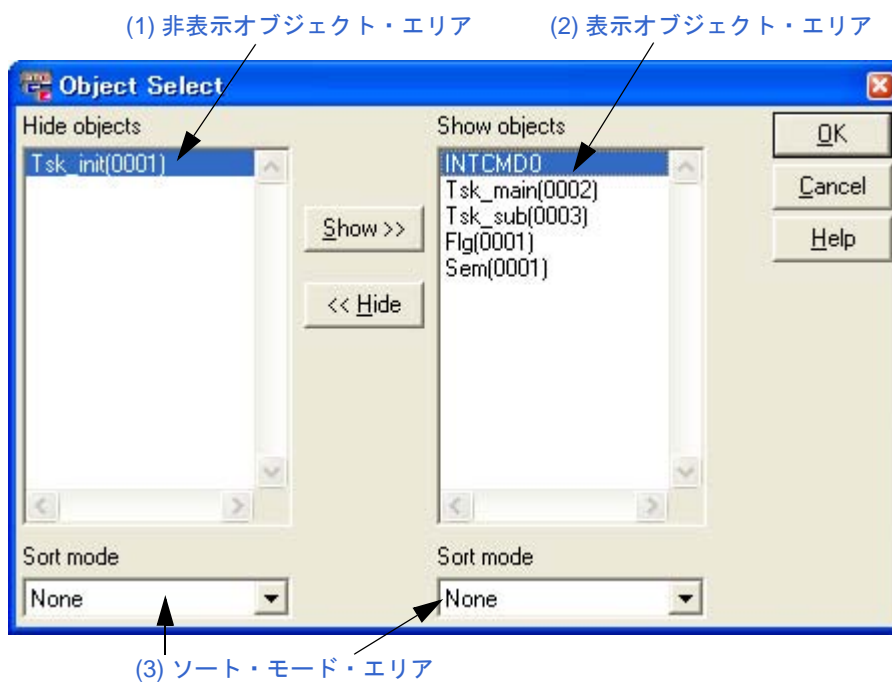 (1) 非表示オブジェクト・エリア
(2) 表示オブジェクト・エリア
Object Select
Hide objects
Tsk_init(0001)
Show >>
<< Hide
Show objects
INTCMD0
Tsk_main(0002)
Tsk_sub(0003)
Flg(0001)
Sem(0001)
OK
Cancel
Help
Sort mode
None
Sort mode
None
(3) ソート・モード・エリア